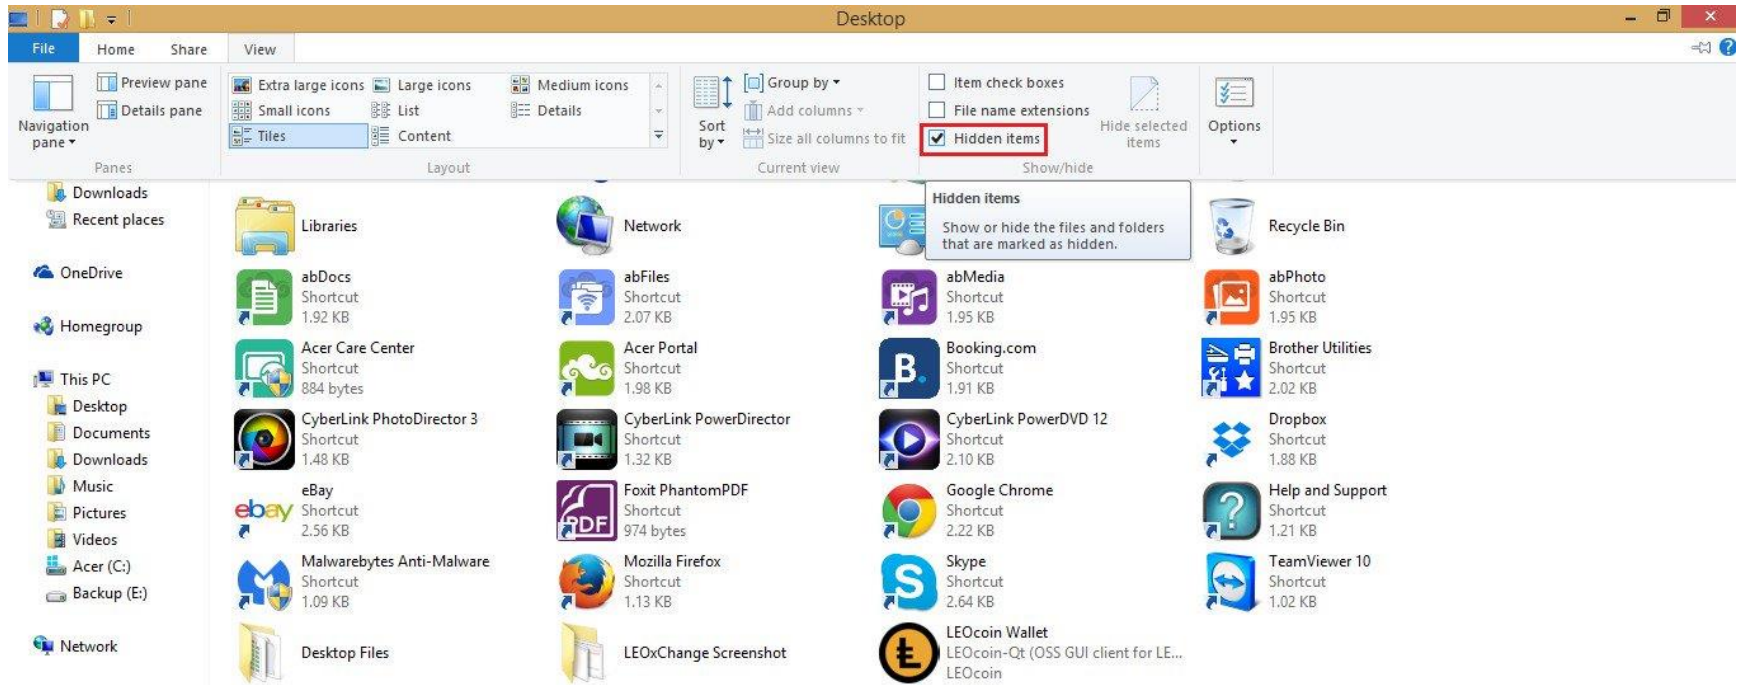 Desktop
File Home Share View
Preview pane
Details pane
Navigation
pane
Panes
Extra large icons Large icons Medium icons
Small icons List Details
Tiles Content
Layout
Sort
by
Group by
Add columns
Size all columns to fit
Current view
Item check boxes
File name extensions
Hidden items
Hide selected
items
Show/hide
Options
Hidden items
Show or hide the files and folders
that are marked as hidden.
Downloads
Recent places
OneDrive
Homegroup
This PC
Desktop
Documents
Downloads
Music
Pictures
Videos
Acer (C:)
Backup (E:)
Network
Libraries
Network
Recycle Bin
abDocs
Shortcut
1.92 KB
abFiles
Shortcut
2.07 KB
abMedia
Shortcut
1.95 KB
abPhoto
Shortcut
1.95 KB
Acer Care Center
Shortcut
884 bytes
Acer Portal
Shortcut
1.98 KB
B.
Booking.com
Shortcut
1.91 KB
Brother Utilities
Shortcut
2.02 KB
CyberLink PhotoDirector 3
Shortcut
1.48 KB
CyberLink PowerDirector
Shortcut
1.32 KB
CyberLink PowerDVD 12
Shortcut
2.10 KB
Dropbox
Shortcut
1.88 KB
ebay
eBay
Shortcut
2.56 KB
PDF
Foxit PhantomPDF
Shortcut
974 bytes
Google Chrome
Shortcut
2.22 KB
?
Help and Support
Shortcut
1.21 KB
Malwarebytes Anti-Malware
Shortcut
1.09 KB
Mozilla Firefox
Shortcut
1.13 KB
S
Skype
Shortcut
2.64 KB
TeamViewer 10
Shortcut
1.02 KB
Desktop Files
LEOxChange Screenshot
LEOcoin Wallet
LEOcoin-Qt (OSS GUI client for LE...
LEOcoin